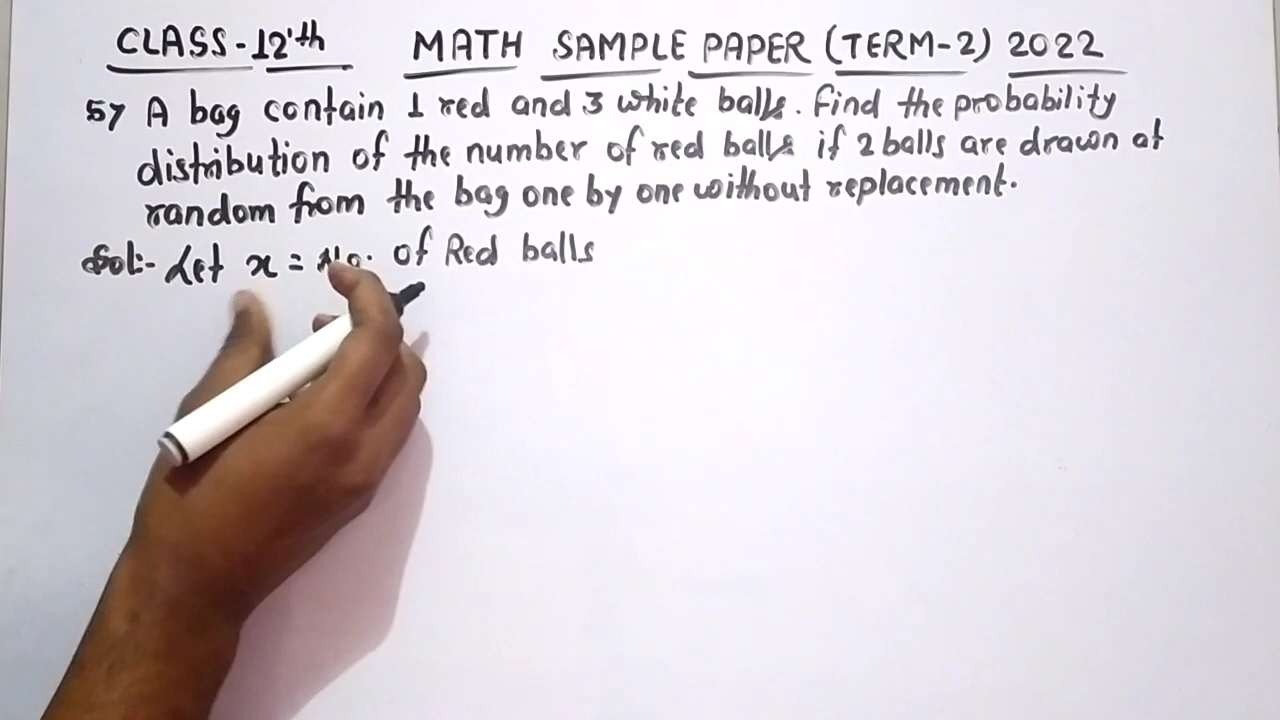 CLASS-12'th MATH SAMPLE PAPER (TERM-2) 2022
5) A bag contain 1 red and 3 white balls. Find the probability
distribution of the number of red balls if 2 balls are drawn at
random from the bag one by one without replacement.
Sol:- Let x = No. of Red balls